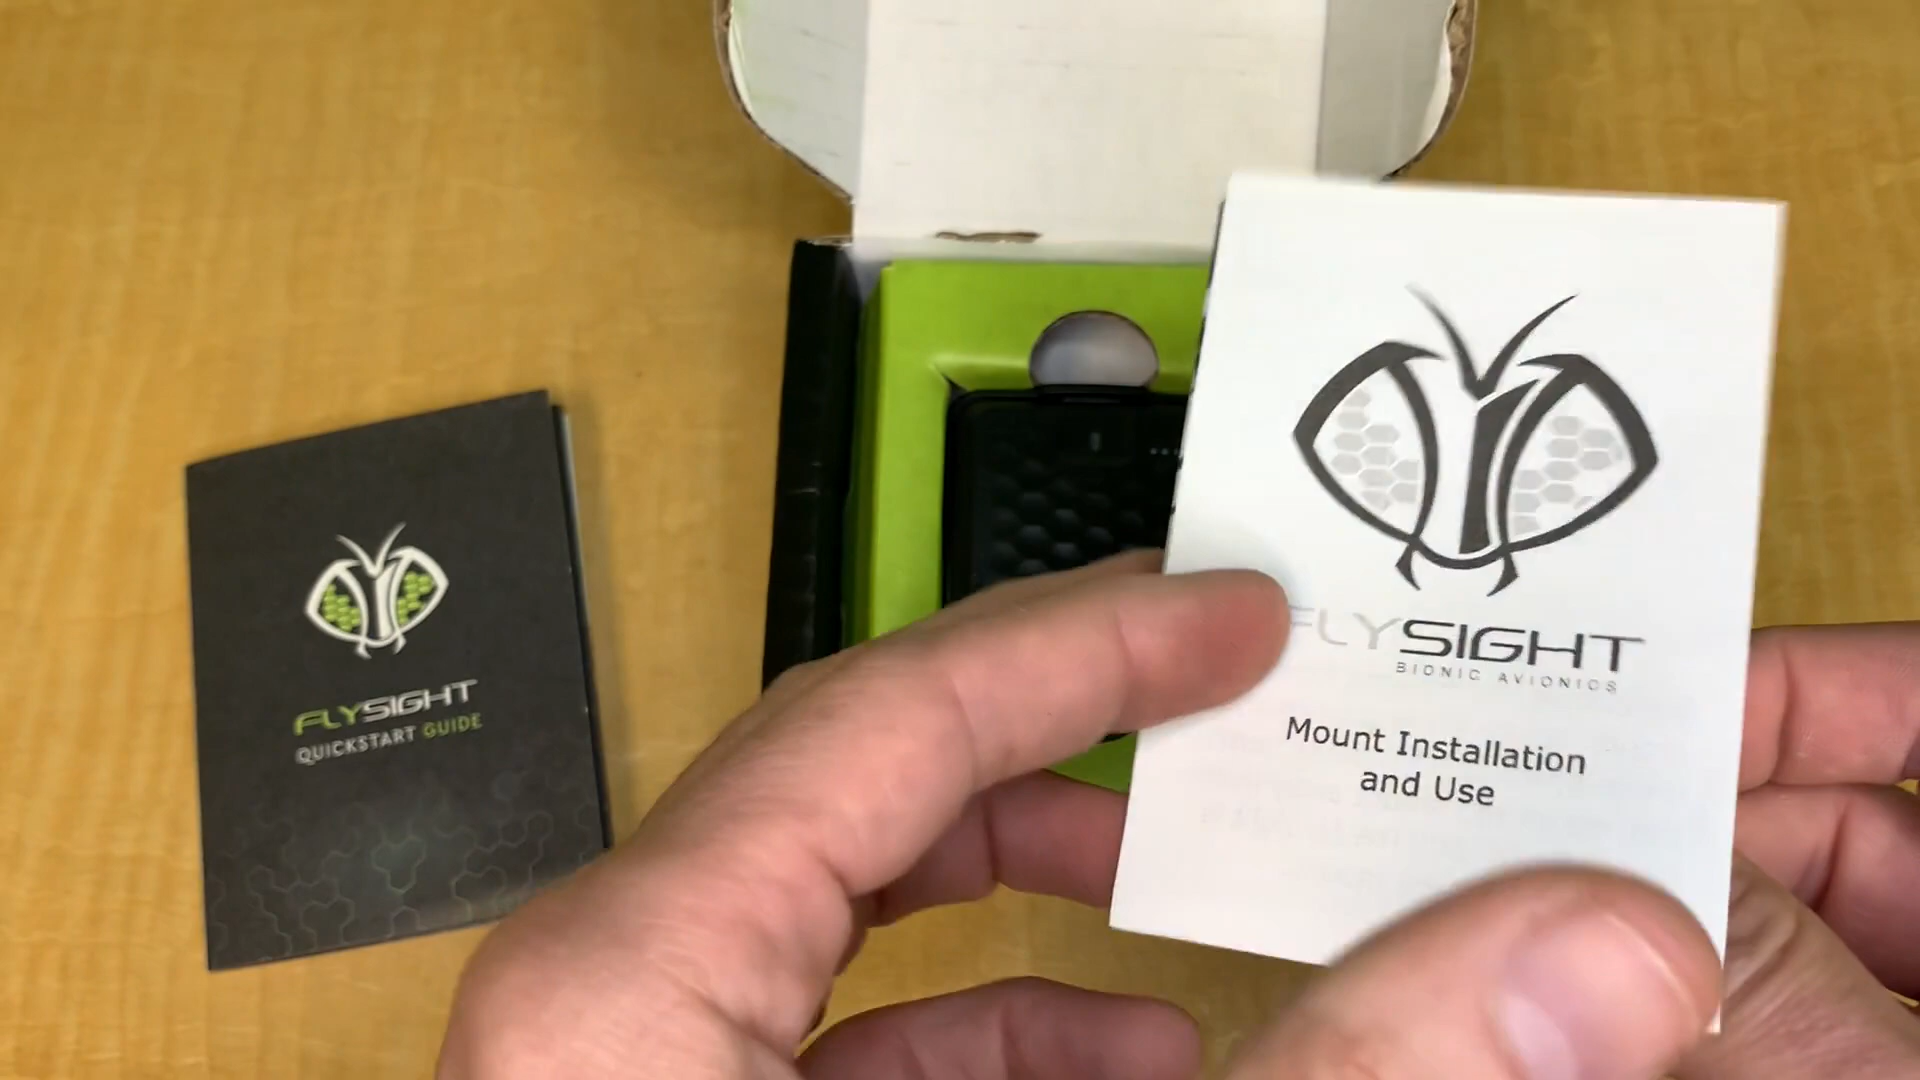 FLYSIGHT
QUICKSTART GUIDE
FLYSIGHT
BIONIC AVIONICS
Mount Installation
and Use